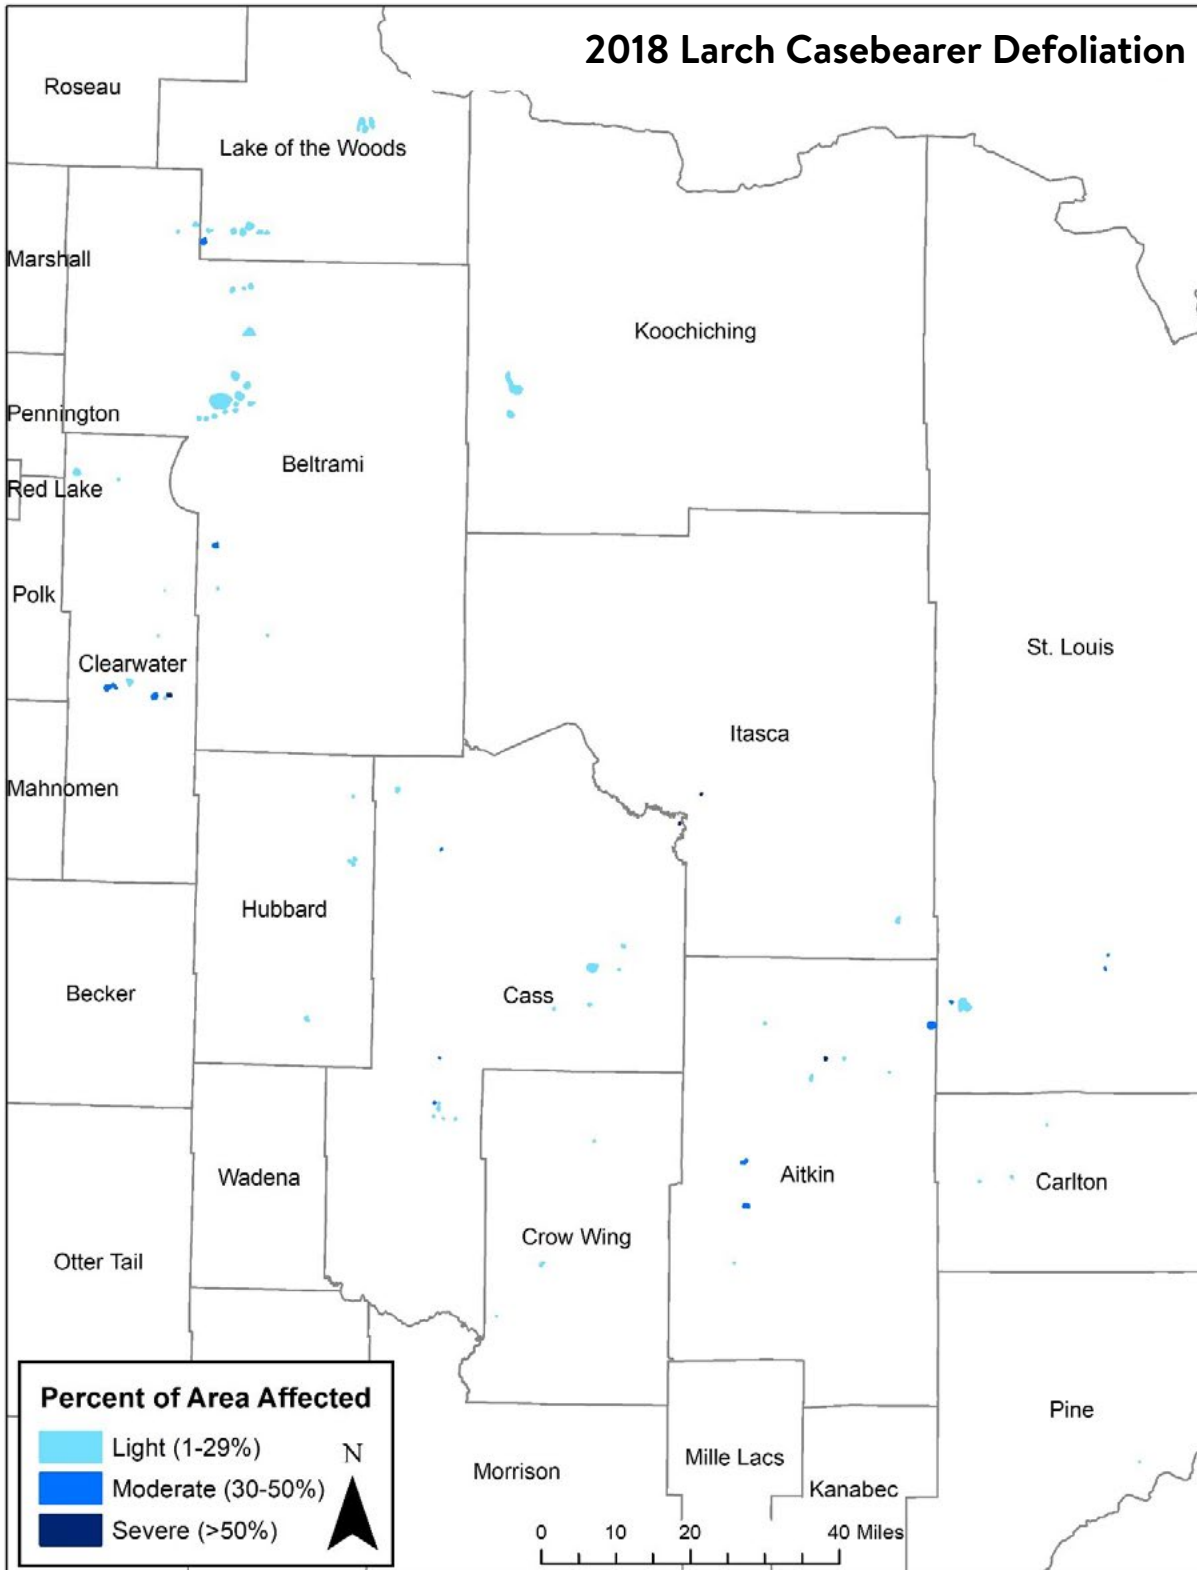 2018 Larch Casebearer Defoliation
Roseau
Lake of the Woods
Marshall
Koochiching
Pennington
Beltrami
Red Lake
Polk
St. Louis
Clearwater
Itasca
Mahnomen
Hubbard
Becker
Cass
Aitkin
Wadena
Carlton
Crow Wing
Otter Tail
Pine
Mille Lacs
Morrison
Kanabec
Percent of Area Affected
Light (1-29%)
Moderate (30-50%)
Severe (>50%)
N
0 10 20 40 Miles